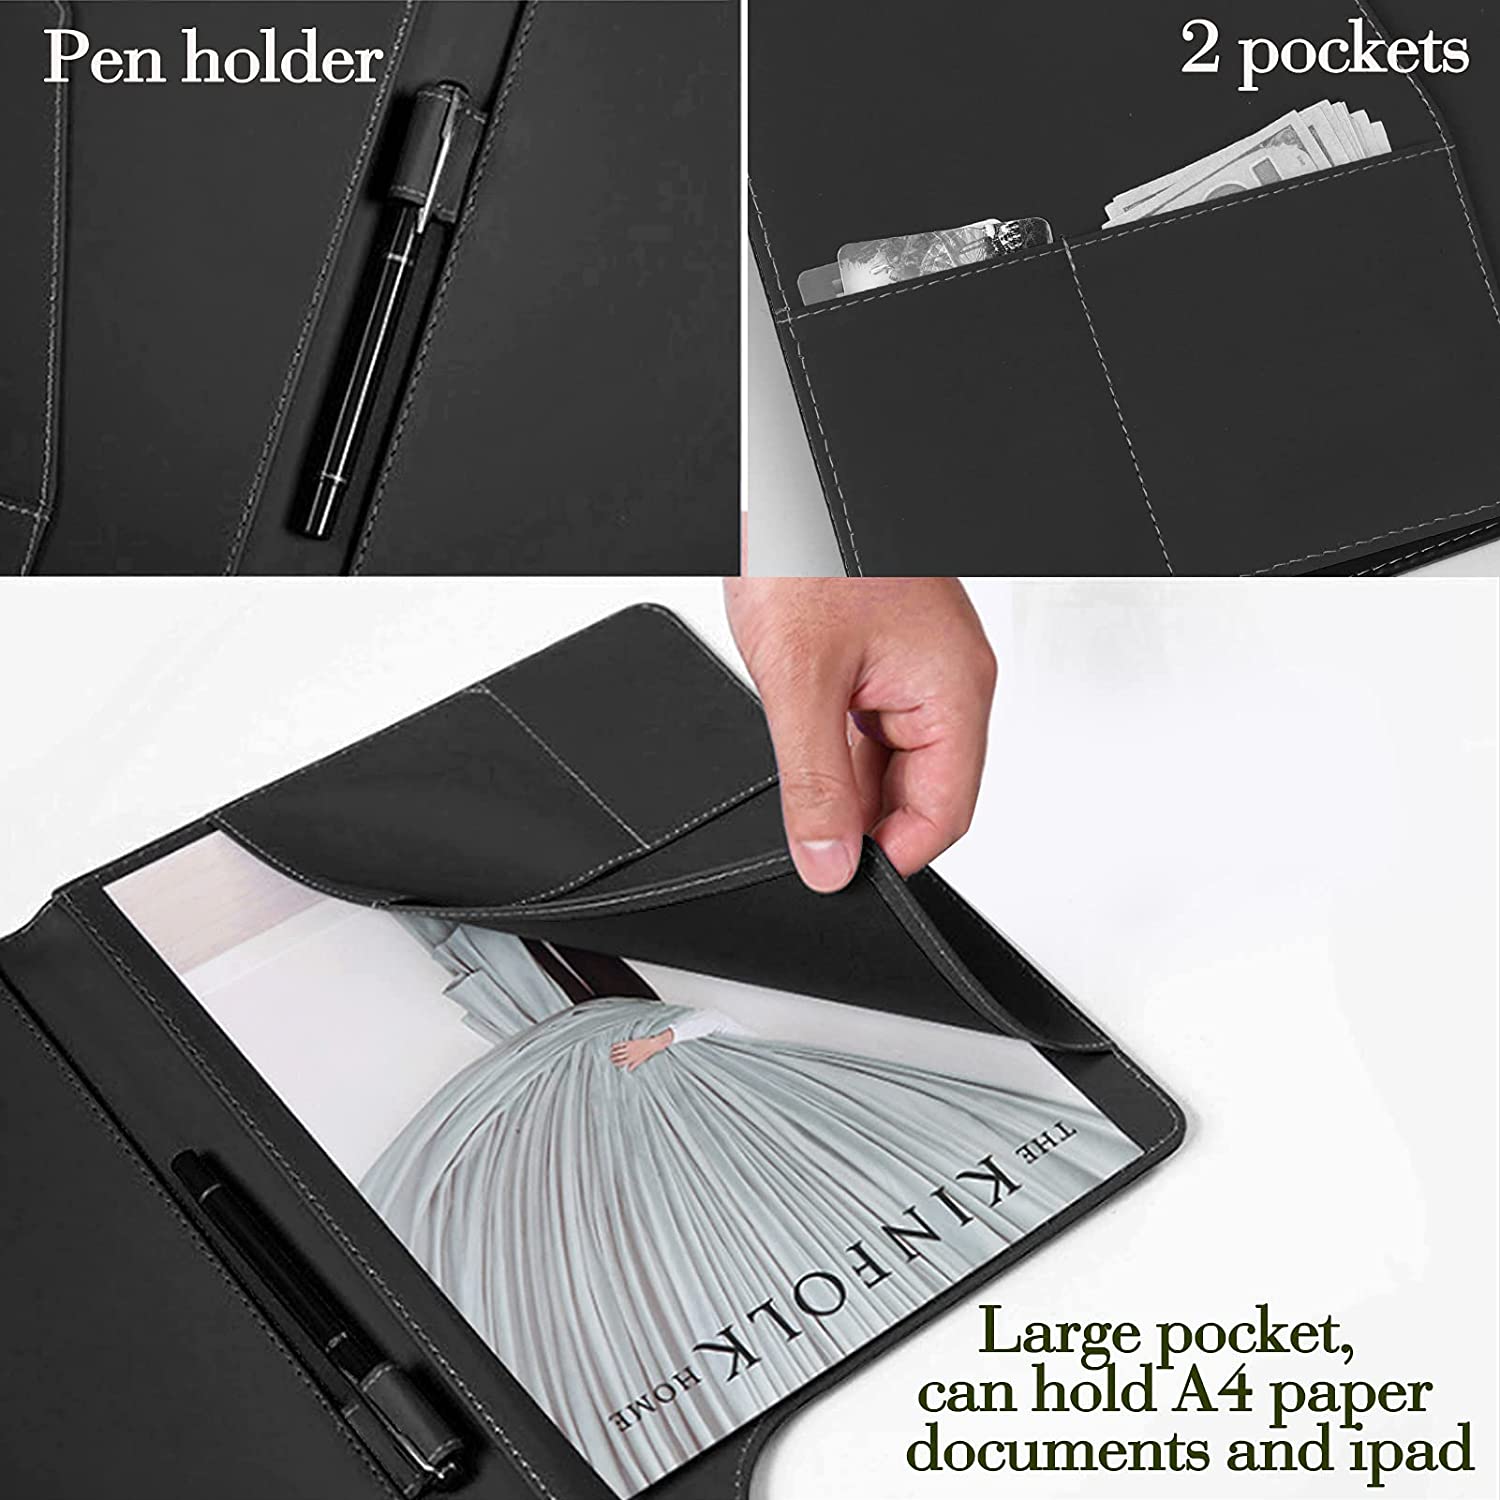 Pen holder
2 pockets
THE
KINFOLK
HOME
Large pocket,
can hold A4 paper
documents and ipad